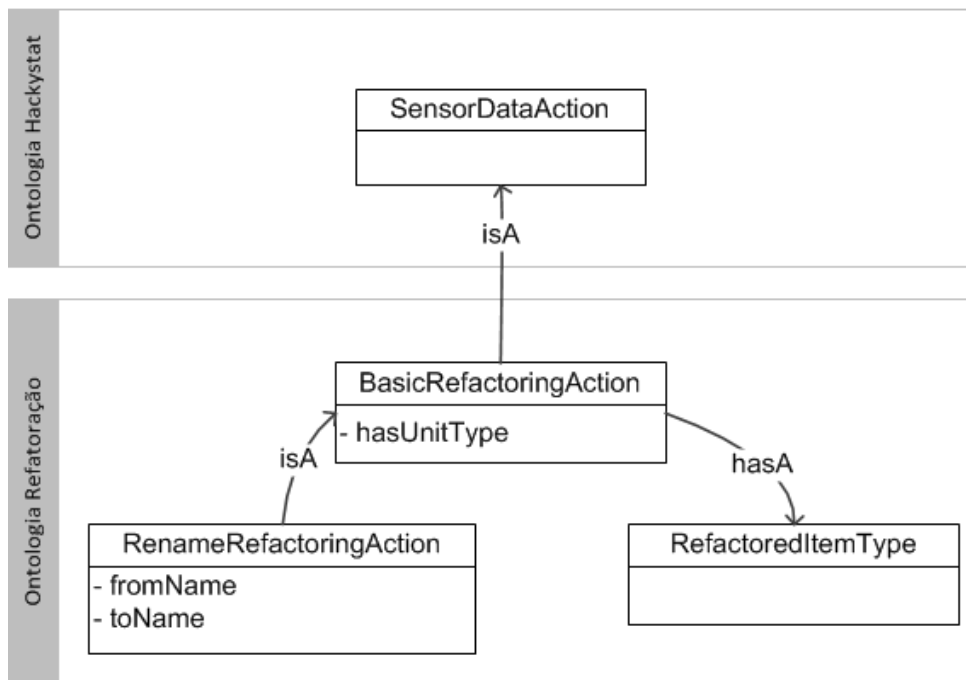 Ontologia Hackystat
SensorDataAction
isA
Ontologia Refatoração
BasicRefactoringAction
- hasUnitType
isA
hasA
RenameRefactoringAction
- fromName
- toName
RefactoredItemType